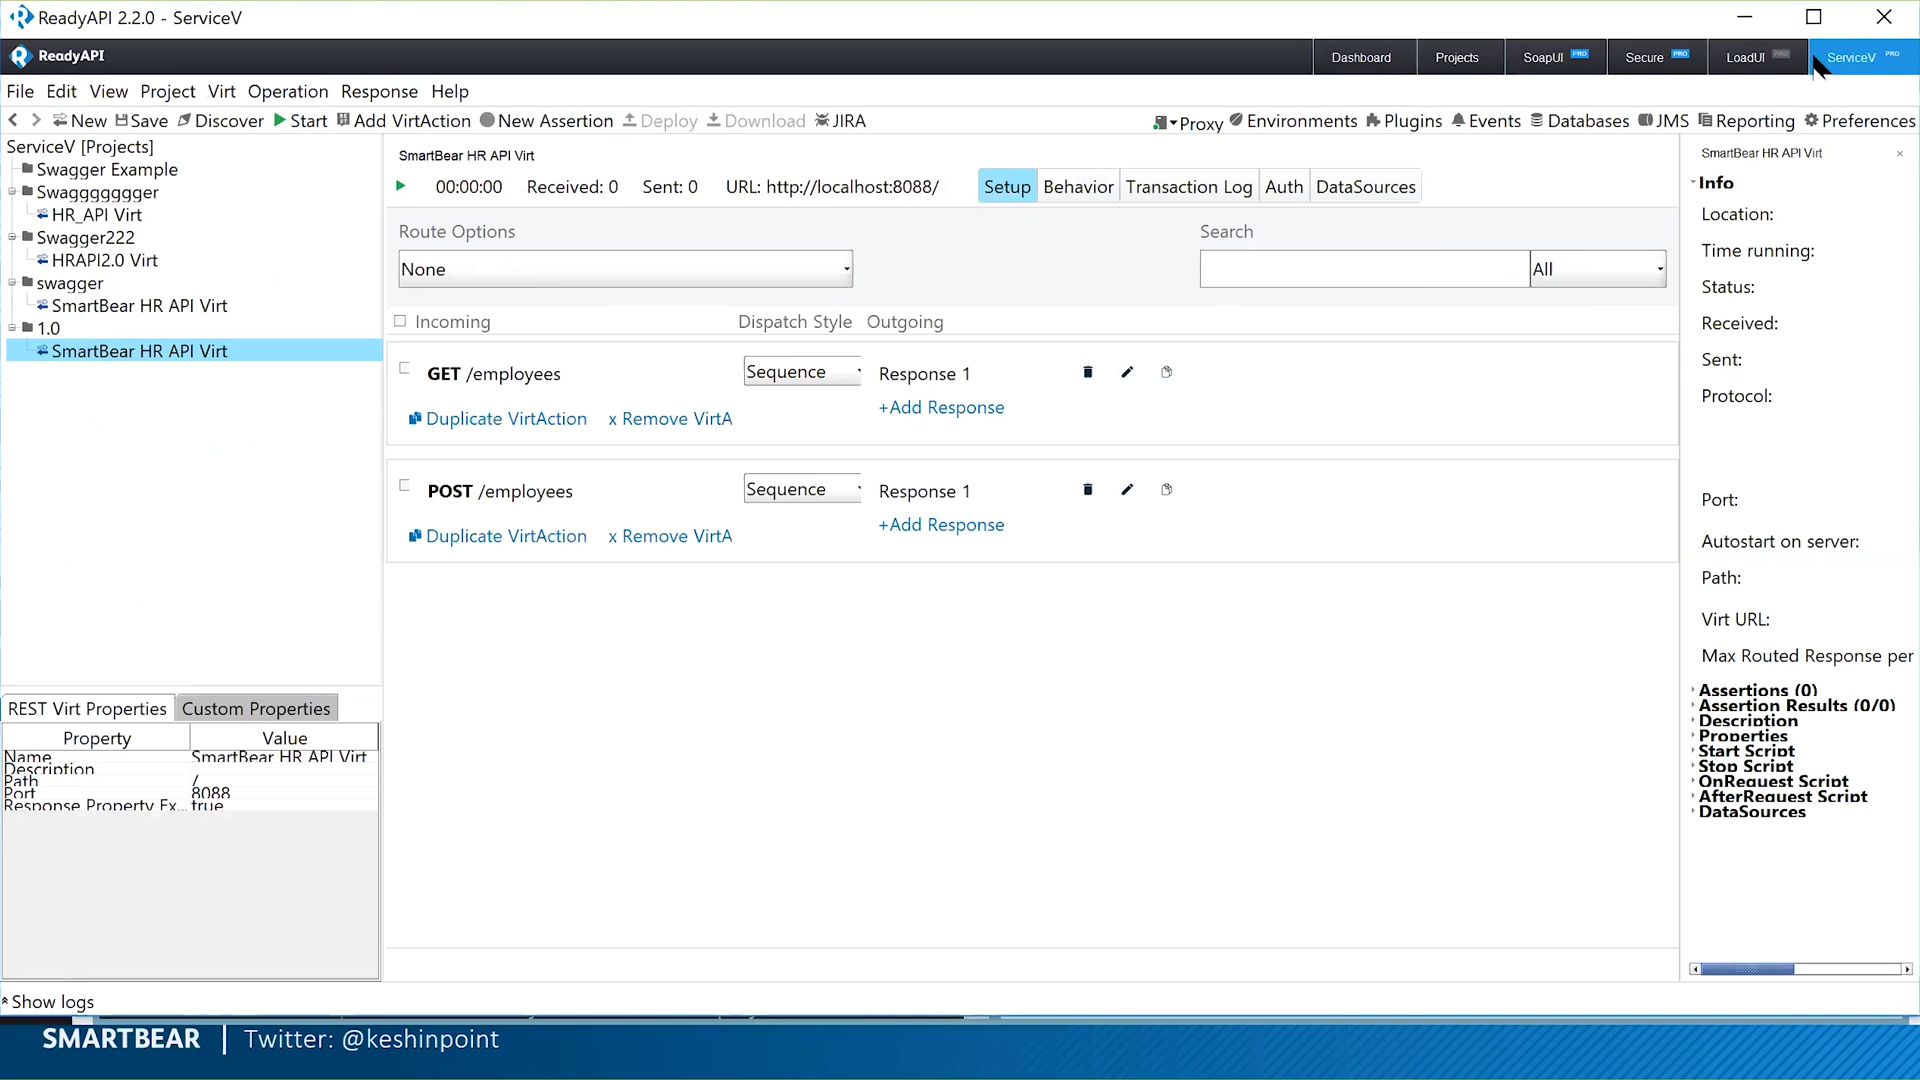 ReadyAPI 2.2.0 - ServiceV
ReadyAPI
Dashboard Projects SoapUI PRO Secure PRO LoadUI PRO ServiceV PRO
File Edit View Project Virt Operation Response Help
New Save Discover Start Add VirtAction New Assertion Deploy Download JIRA Proxy Environments Plugins Events Databases JMS Reporting Preferences
ServiceV [Projects]
Swagger Example
Swagggggggger
HR_API Virt
Swagger222
HRAPI2.0 Virt
swagger
SmartBear HR API Virt
1.0
SmartBear HR API Virt
SmartBear HR API Virt
00:00:00 Received: 0 Sent: 0 URL: http://localhost:8088/ Setup Behavior Transaction Log Auth DataSources
Route Options Search
None All
Incoming Dispatch Style Outgoing
GET /employees Sequence Response 1
+Add Response
Duplicate VirtAction x Remove VirtA
POST /employees Sequence Response 1
+Add Response
Duplicate VirtAction x Remove VirtA
SmartBear HR API Virt ×
Info
Location:
Time running:
Status:
Received:
Sent:
Protocol:
Port:
Autostart on server:
Path:
Virt URL:
Max Routed Response per
Assertions (0)
Assertion Results (0/0)
Description
Properties
Start Script
Stop Script
OnRequest Script
AfterRequest Script
DataSources
REST Virt Properties Custom Properties
Property Value
Name SmartBear HR API Virt
Description
Path /
Port 8088
Response Property Ex... true
Show logs
SMARTBEAR | Twitter: @keshinpoint